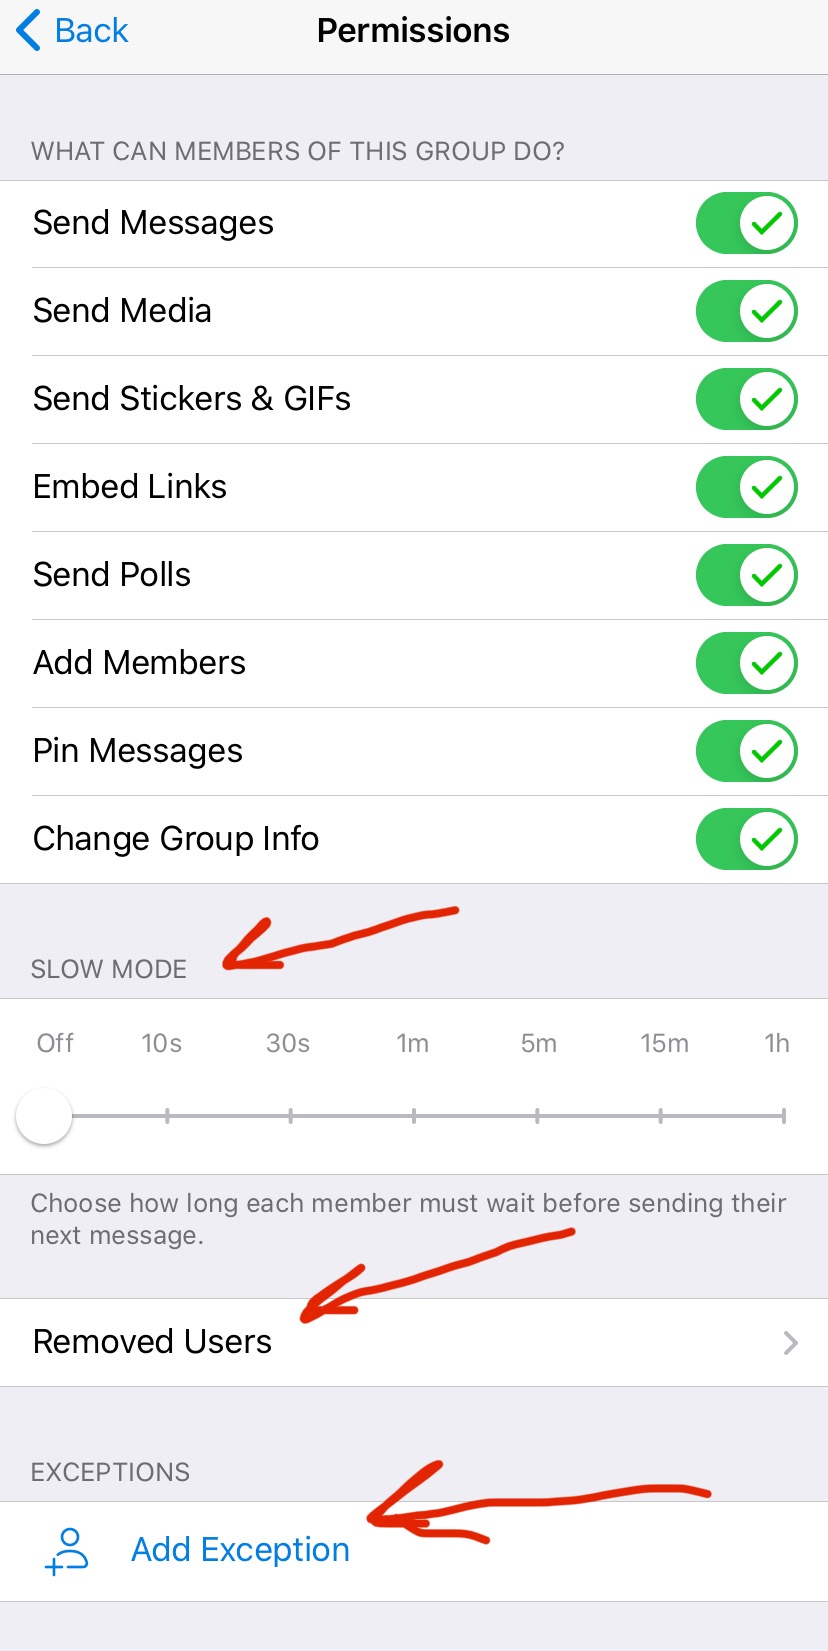 Back
Permissions
WHAT CAN MEMBERS OF THIS GROUP DO?
Send Messages
Send Media
Send Stickers & GIFs
Embed Links
Send Polls
Add Members
Pin Messages
Change Group Info
SLOW MODE
Off 10s 30s 1m 5m 15m 1h
Choose how long each member must wait before sending their
next message.
Removed Users
EXCEPTIONS
Add Exception